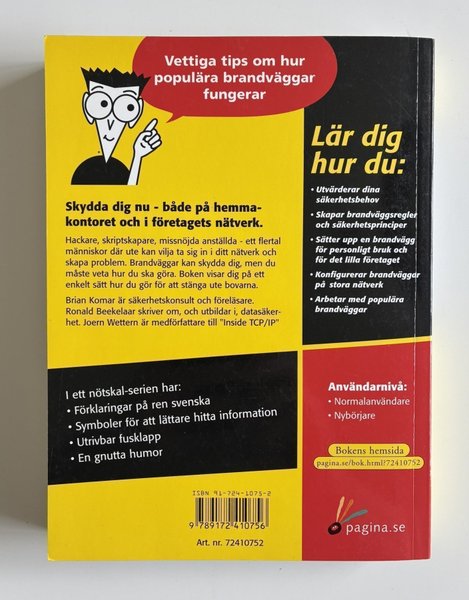 Vettiga tips om hur
populära brandväggar
fungerar
Lär dig
hur du:
• Utvärderar dina
säkerhetsbehov
• Skapar brandväggsregler
och säkerhetsprinciper
• Sätter upp en brandvägg
för personligt bruk och
för det lilla företaget
• Konfigurerar brandväggar
på stora nätverk
• Arbetar med populära
brandväggar
Skydda dig nu - både på hemma-
kontoret och i företagets nätverk.
Hackare, skriptskapare, missnöjda anställda - ett flertal
människor där ute kan vilja ta sig in i ditt nätverk och
skapa problem. Brandväggar kan skydda dig, men du
måste veta hur du ska göra. Boken visar dig på ett
enkelt sätt hur du gör för att stänga ute bovarna.
Brian Komar är säkerhetskonsult och föreläsare.
Ronald Beekelaar skriver om, och utbildar i, datasäker-
het. Joern Wettern är medförfattare till "Inside TCP/IP"
I ett nötskal-serien har:
• Förklaringar på ren svenska
• Symboler för att lättare hitta information
• Utrivbar fusklapp
• En gnutta humor
Användarnivå:
• Normalanvändare
• Nybörjare
Bokens hemsida
pagina.se/bok.html?72410752
ISBN 91-724-1075-2
9 789172 410756
Art. nr. 72410752
pagina.se